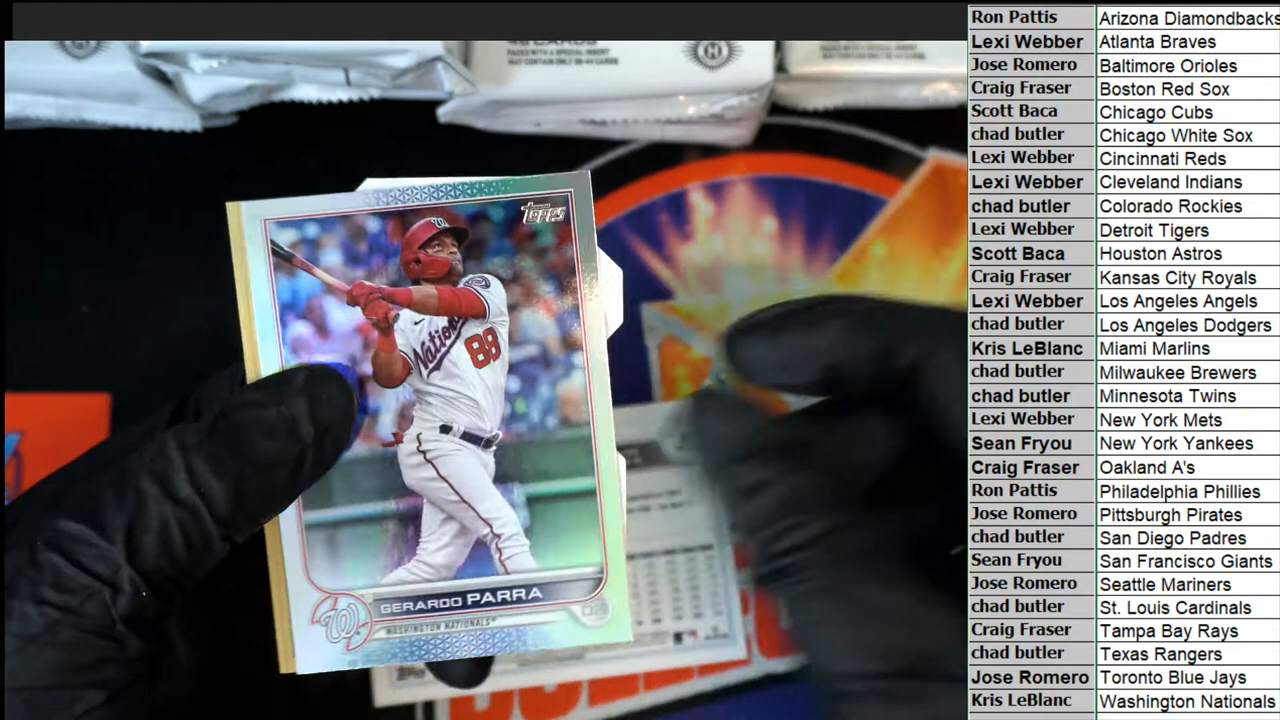 Ron Pattis Arizona Diamondbacks
Lexi Webber Atlanta Braves
Jose Romero Baltimore Orioles
Craig Fraser Boston Red Sox
Scott Baca Chicago Cubs
chad butler Chicago White Sox
Lexi Webber Cincinnati Reds
Lexi Webber Cleveland Indians
chad butler Colorado Rockies
Lexi Webber Detroit Tigers
Scott Baca Houston Astros
Craig Fraser Kansas City Royals
Lexi Webber Los Angeles Angels
chad butler Los Angeles Dodgers
Kris LeBlanc Miami Marlins
chad butler Milwaukee Brewers
chad butler Minnesota Twins
Lexi Webber New York Mets
Sean Fryou New York Yankees
Craig Fraser Oakland A's
Ron Pattis Philadelphia Phillies
Jose Romero Pittsburgh Pirates
chad butler San Diego Padres
Sean Fryou San Francisco Giants
Jose Romero Seattle Mariners
chad butler St. Louis Cardinals
Craig Fraser Tampa Bay Rays
chad butler Texas Rangers
Jose Romero Toronto Blue Jays
Kris LeBlanc Washington Nationals
Topps
Nationals
88
GERARDO PARRA
WASHINGTON NATIONALS